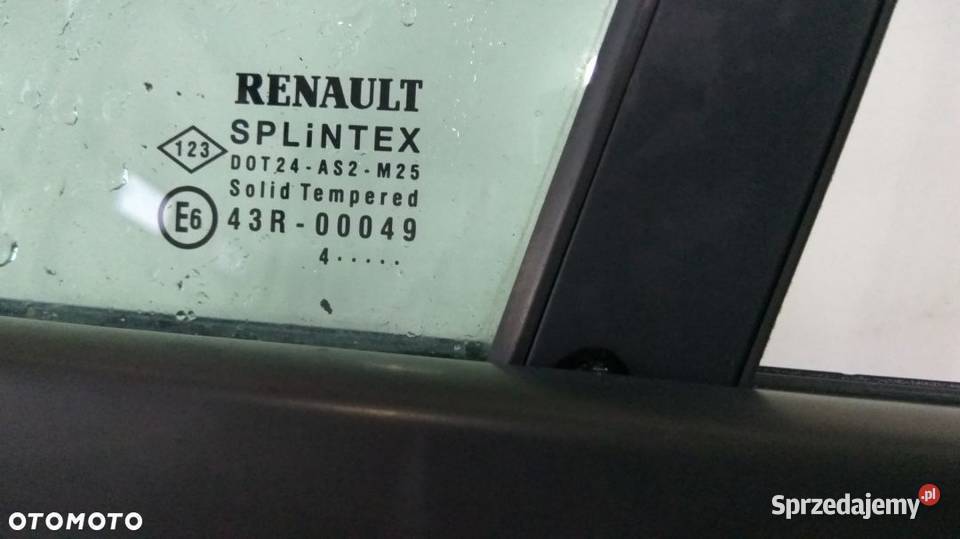 RENAULT
SPLiNTEX
123
DOT24-AS2-M25
Solid Tempered
E6
43R-00049
4·····
OTOMOTO
Sprzedajemy.pl